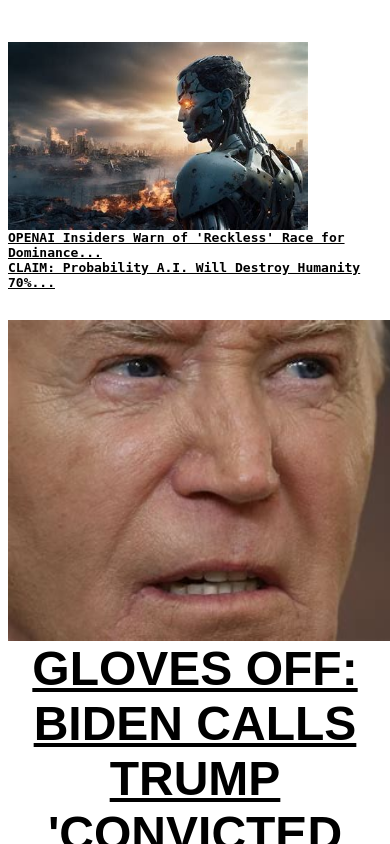 OPENAI Insiders Warn of 'Reckless' Race for
Dominance...
CLAIM: Probability A.I. Will Destroy Humanity
70%...
GLOVES OFF:
BIDEN CALLS
TRUMP
'CONVICTED